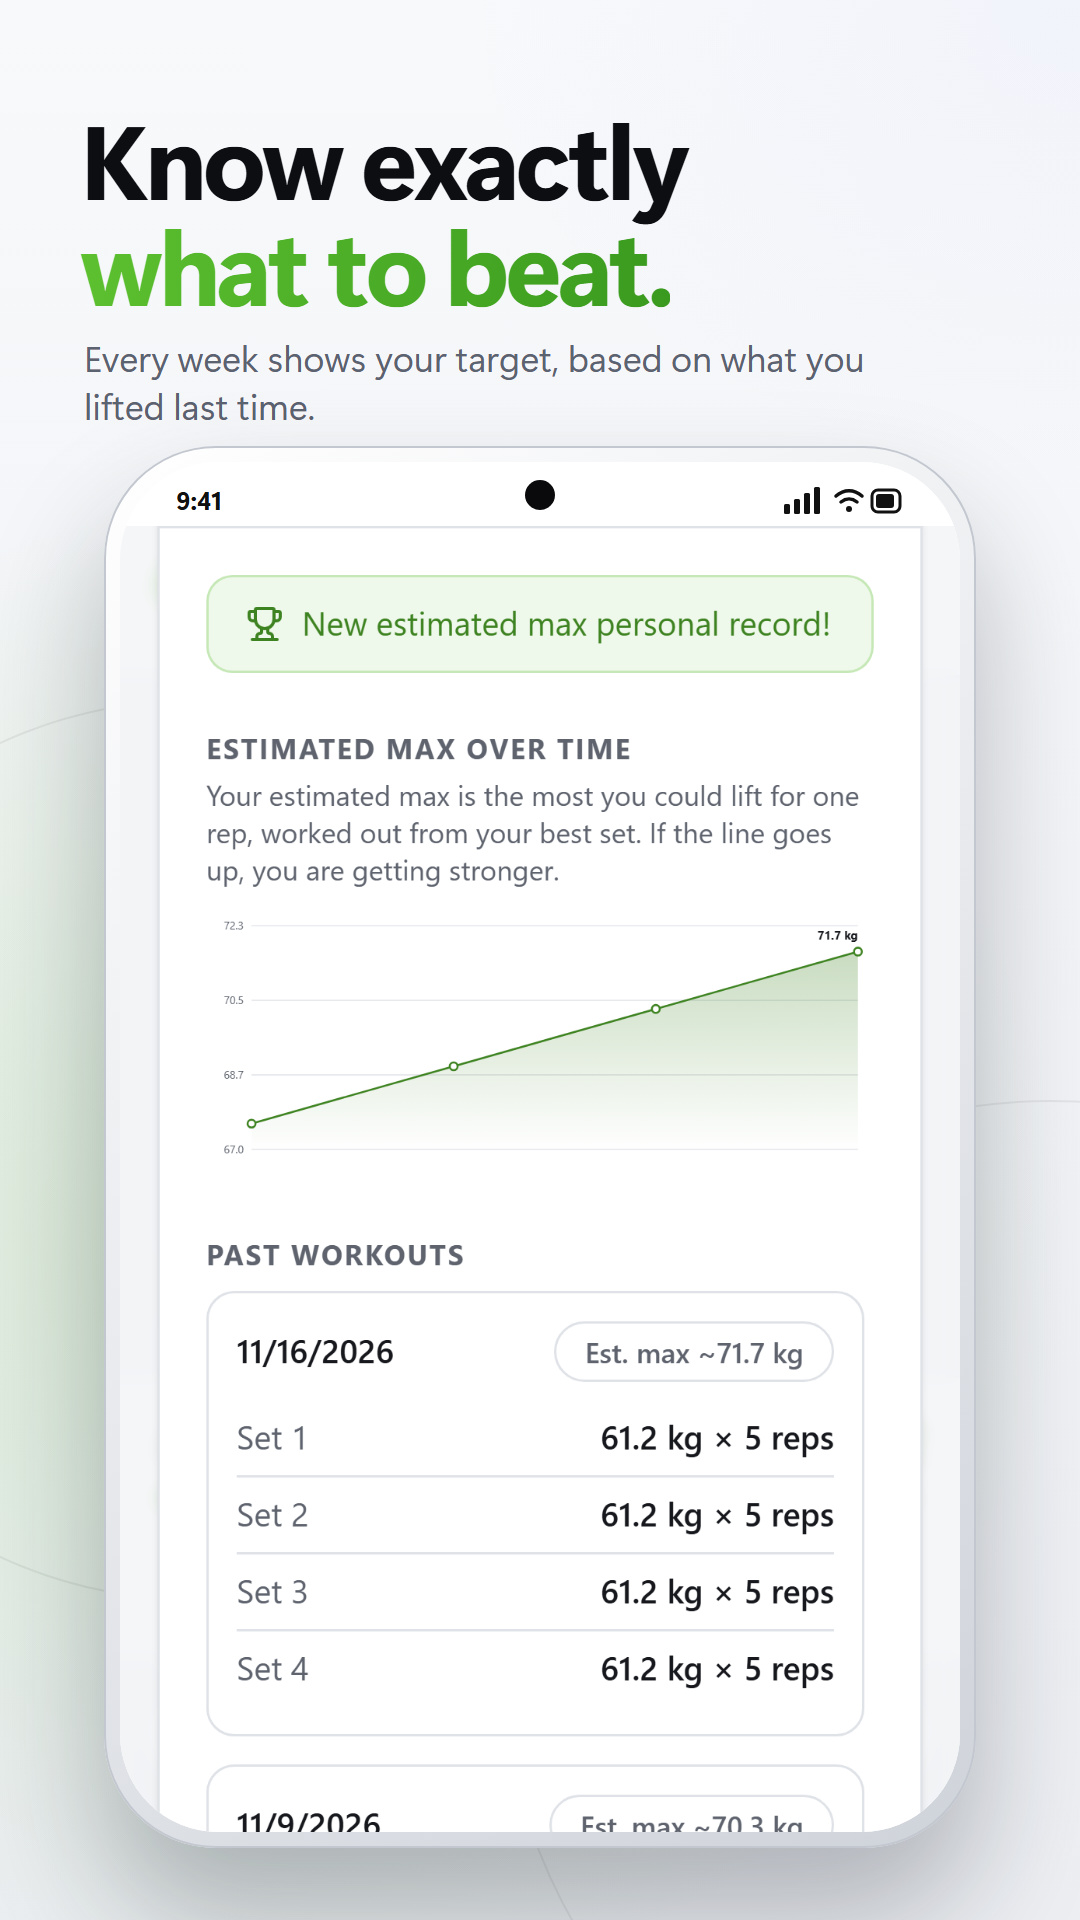 Know exactly
what to beat.
Every week shows your target, based on what you
lifted last time.
9:41
New estimated max personal record!
ESTIMATED MAX OVER TIME
Your estimated max is the most you could lift for one
rep, worked out from your best set. If the line goes
up, you are getting stronger.
72.3
71.7 kg
70.5
68.7
67.0
PAST WORKOUTS
11/16/2026 Est. max ~71.7 kg
Set 1 61.2 kg × 5 reps
Set 2 61.2 kg × 5 reps
Set 3 61.2 kg × 5 reps
Set 4 61.2 kg × 5 reps
11/9/2026 Est. max ~70.3 kg